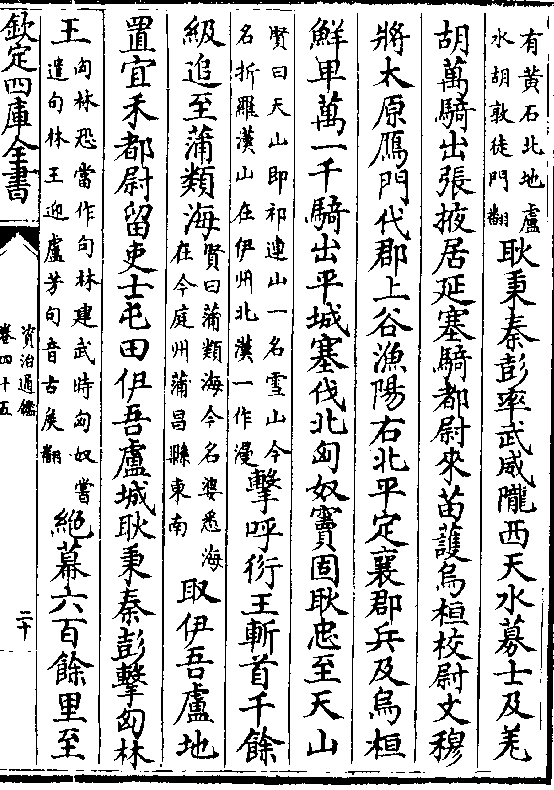 有黄石北地盧
水胡敦徒門翻
耿秉秦彭率武威隴西天水募士及羌
胡萬騎出張掖居延塞騎都尉來苗護烏桓校尉文穆
將太原鴈門代郡上谷漁陽右北平定襄郡兵及烏桓
鮮卑萬一千騎出平城塞伐北匈奴竇固耿忠至天山
賢曰天山即祁連山一名雪山今
名折羅漢山在伊州北漢一作漫
擊呼衍王斬首千餘
級追至蒲類海
賢曰蒲類海今名婆悉海
在今庭州蒲昌縣東南
取伊吾盧地
置宜禾都尉留吏士屯田伊吾盧城耿秉秦彭擊匈林
王
匈林恐當作句林建武時匈奴嘗
遣句林王迎盧芳句音古矦翻
絶幕六百餘里至
欽定四庫全書
資治通鑑
卷四十五
二十